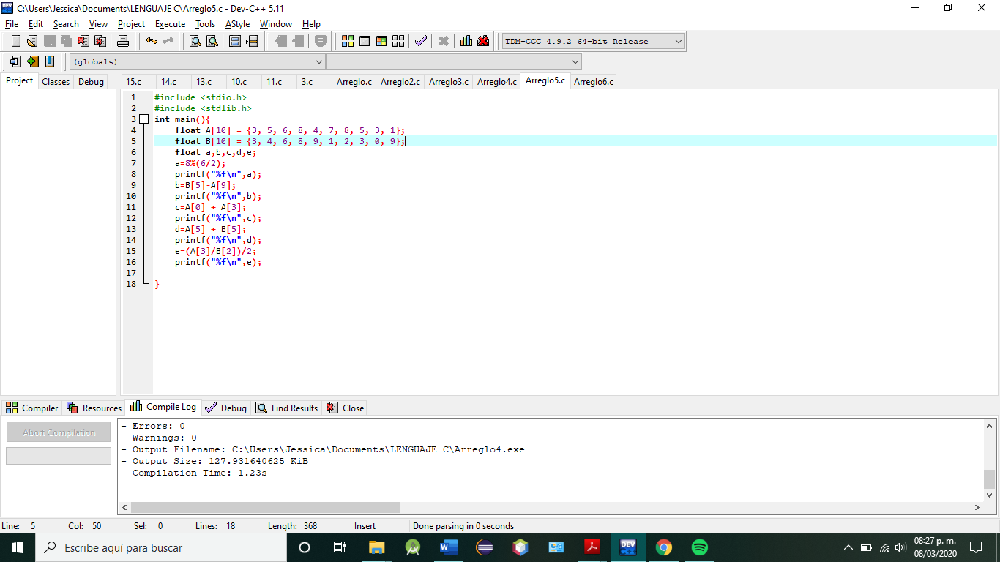 C:\Users\Jessica\Documents\LENGUAJE C\Arreglo5.c - Dev-C++ 5.11
File Edit Search View Project Execute Tools AStyle Window Help
TDM-GCC 4.9.2 64-bit Release
(globals)
Project Classes Debug 15.c 14.c 13.c 10.c 11.c 3.c Arreglo.c Arreglo2.c Arreglo3.c Arreglo4.c Arreglo5.c Arreglo6.c
1 #include <stdio.h>
2 #include <stdlib.h>
3 int main(){
4 float A[10] = {3, 5, 6, 8, 4, 7, 8, 5, 3, 1};
5 float B[10] = {3, 4, 6, 8, 9, 1, 2, 3, 0, 9};
6 float a,b,c,d,e;
7 a=8%(6/2);
8 printf("%f\n",a);
9 b=B[5]-A[9];
10 printf("%f\n",b);
11 c=A[0] + A[3];
12 printf("%f\n",c);
13 d=A[5] + B[5];
14 printf("%f\n",d);
15 e=(A[3]/B[2])/2;
16 printf("%f\n",e);
17
18 }
Compiler Resources Compile Log Debug Find Results Close
Abort Compilation
- Errors: 0
- Warnings: 0
- Output Filename: C:\Users\Jessica\Documents\LENGUAJE C\Arreglo4.exe
- Output Size: 127.931640625 KiB
- Compilation Time: 1.23s
Line: 5 Col: 50 Sel: 0 Lines: 18 Length: 368 Insert Done parsing in 0 seconds
Escribe aquí para buscar
DEV
08:27 p. m.
08/03/2020